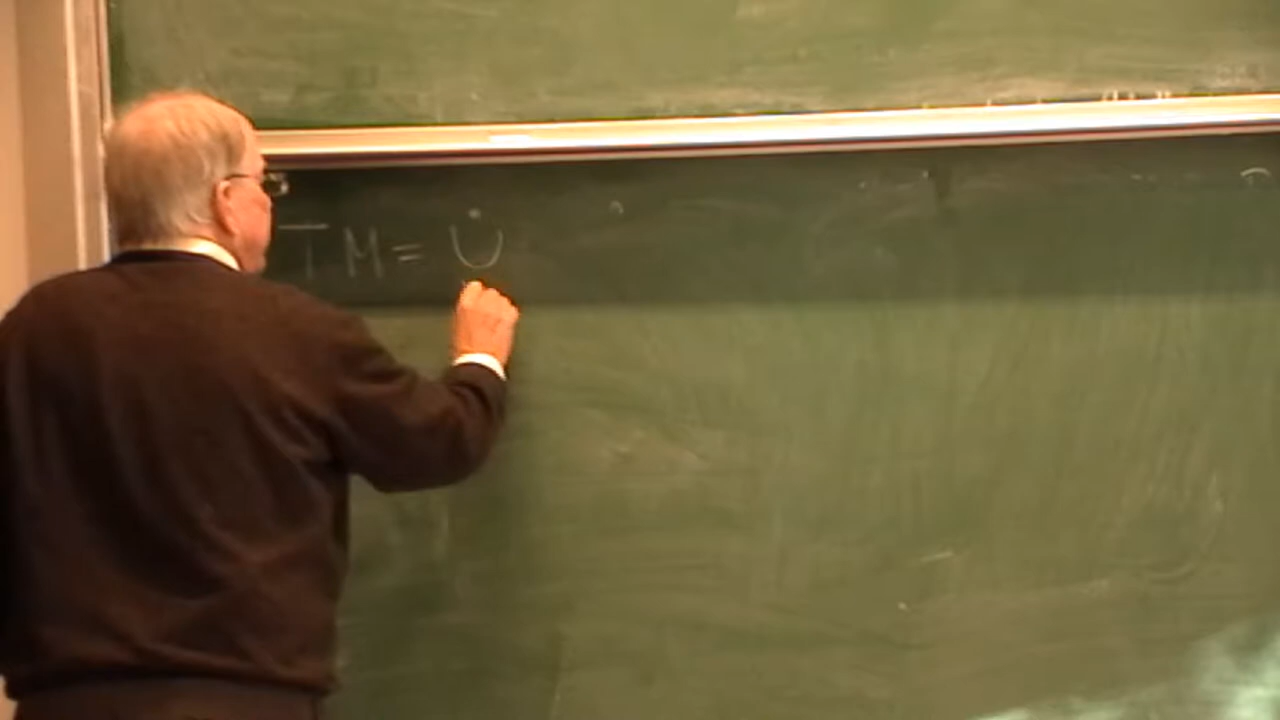 TM = ∪̇